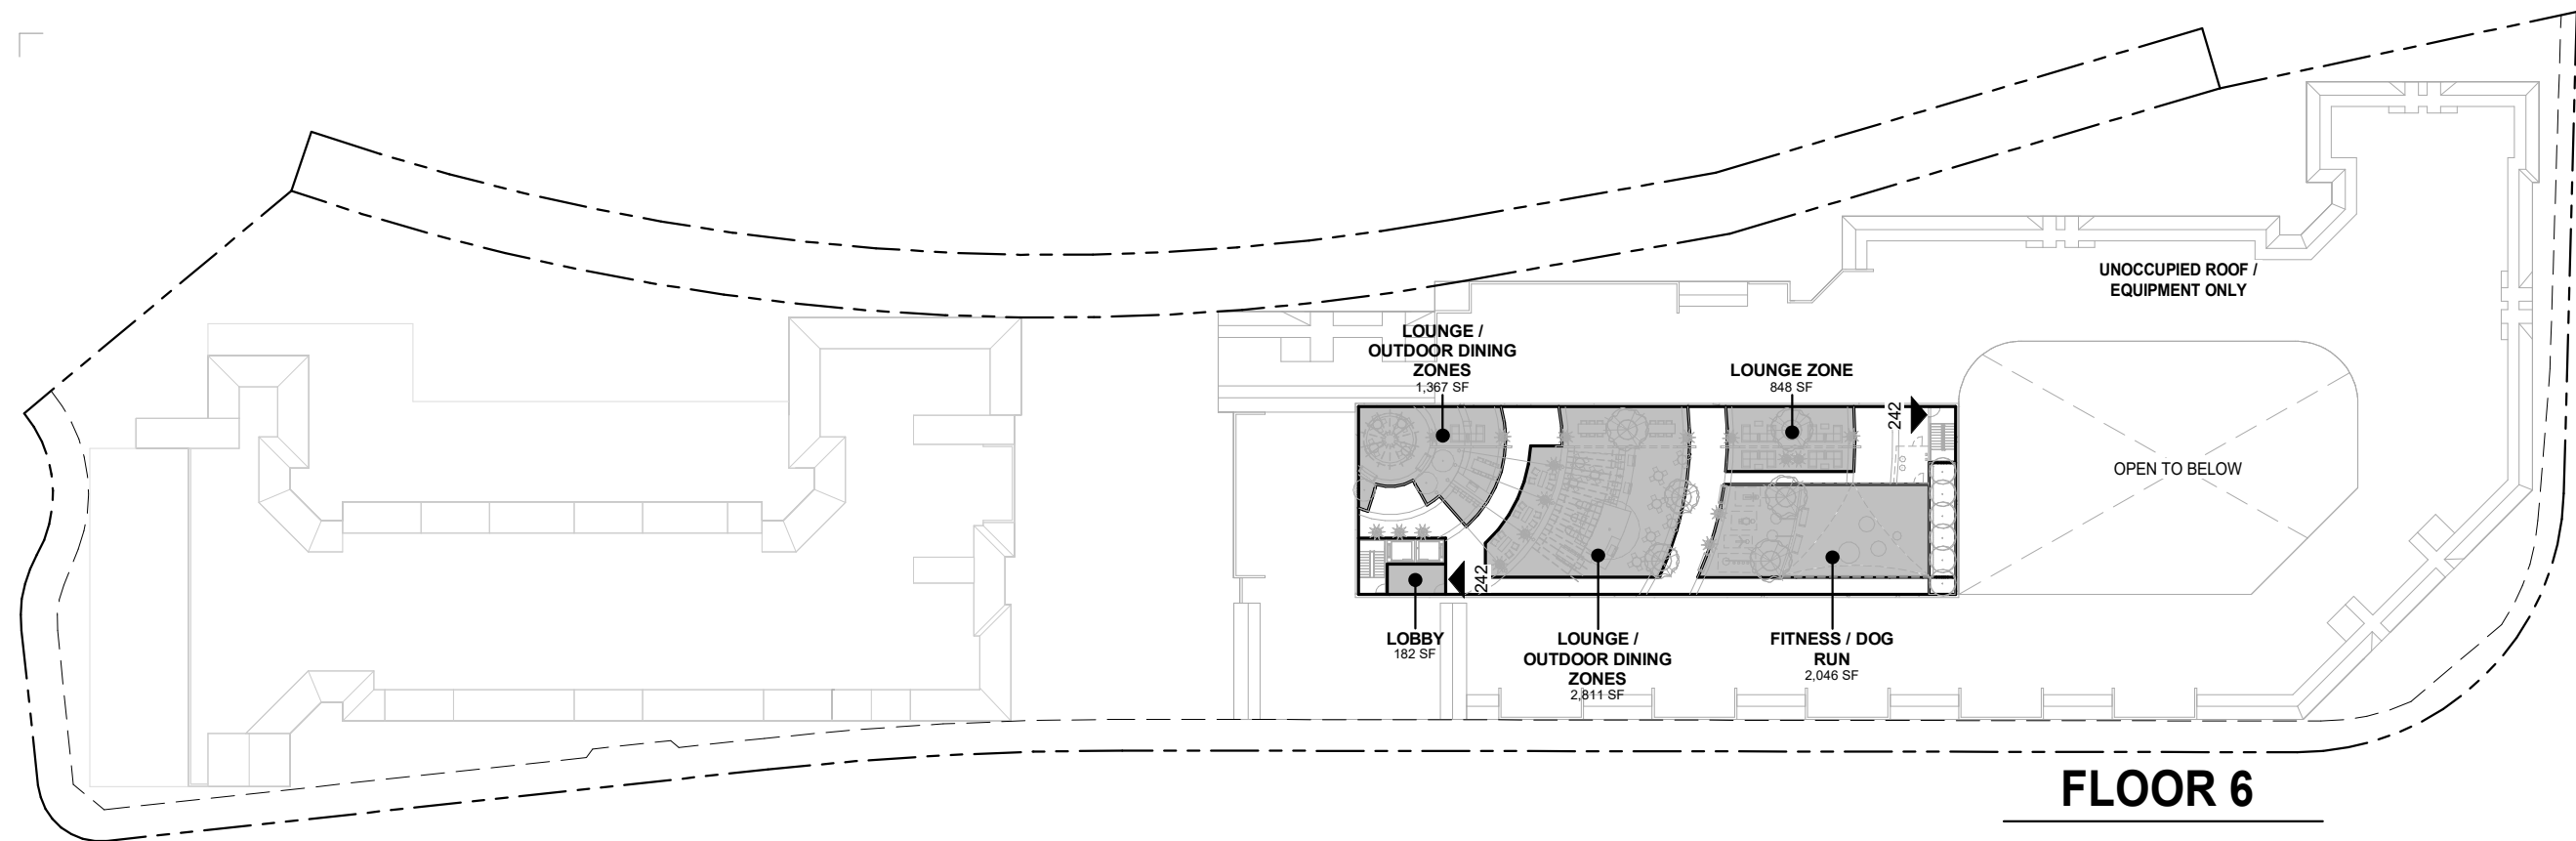 UNOCCUPIED ROOF /
EQUIPMENT ONLY
LOUNGE /
OUTDOOR DINING
ZONES
1,367 SF
LOUNGE ZONE
848 SF
242
OPEN TO BELOW
242
LOBBY
182 SF
LOUNGE /
OUTDOOR DINING
ZONES
2,811 SF
FITNESS / DOG
RUN
2,046 SF
FLOOR 6